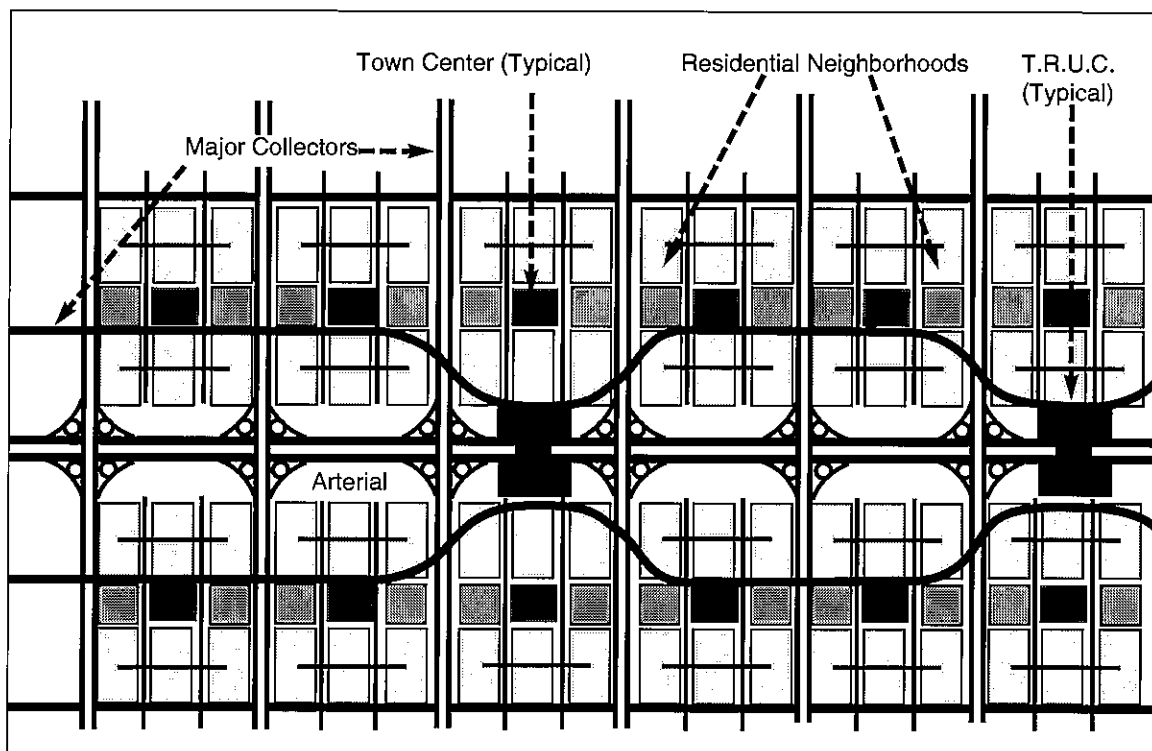 Town Center (Typical)
Residential Neighborhoods
T.R.U.C.
(Typical)
Major Collectors
Arterial